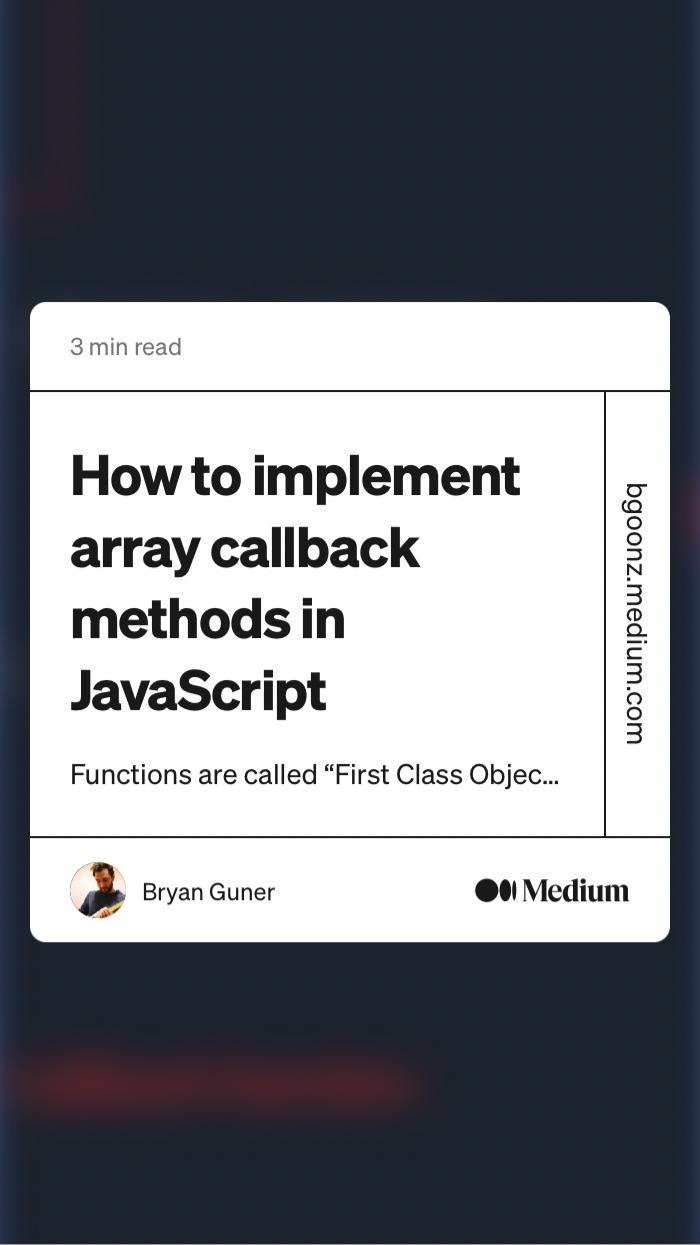 3 min read
How to implement
array callback
methods in
JavaScript
Functions are called “First Class Objec...
bgoonz.medium.com
Bryan Guner
Medium